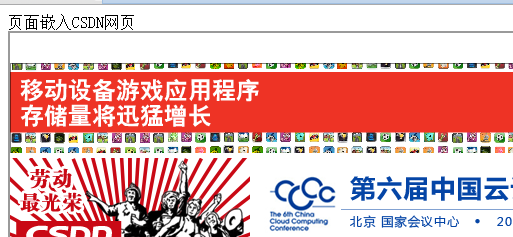 页面嵌入CSDN网页
移动设备游戏应用程序
存储量将迅猛增长
劳动
最光荣
CSDN
CCCC
The 6th China
Cloud Computing
Conference
第六届中国云
北京 国家会议中心 • 20